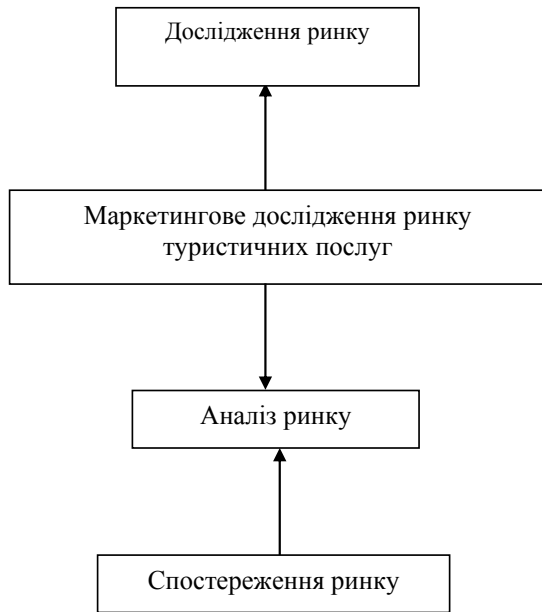 Дослідження ринку
Маркетингове дослідження ринку
туристичних послуг
Аналіз ринку
Спостереження ринку